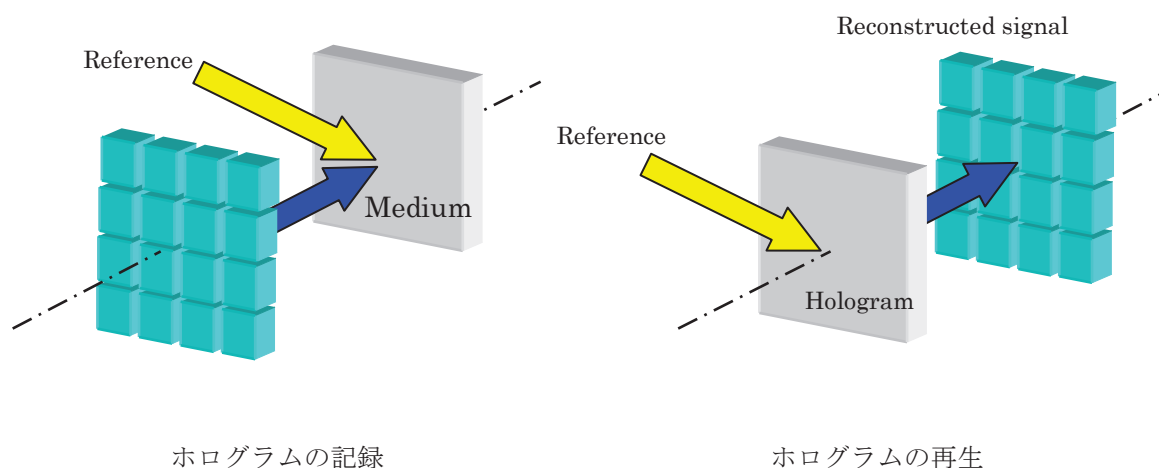 Reference
Medium
ホログラムの記録
Reconstructed signal
Reference
Hologram
ホログラムの再生